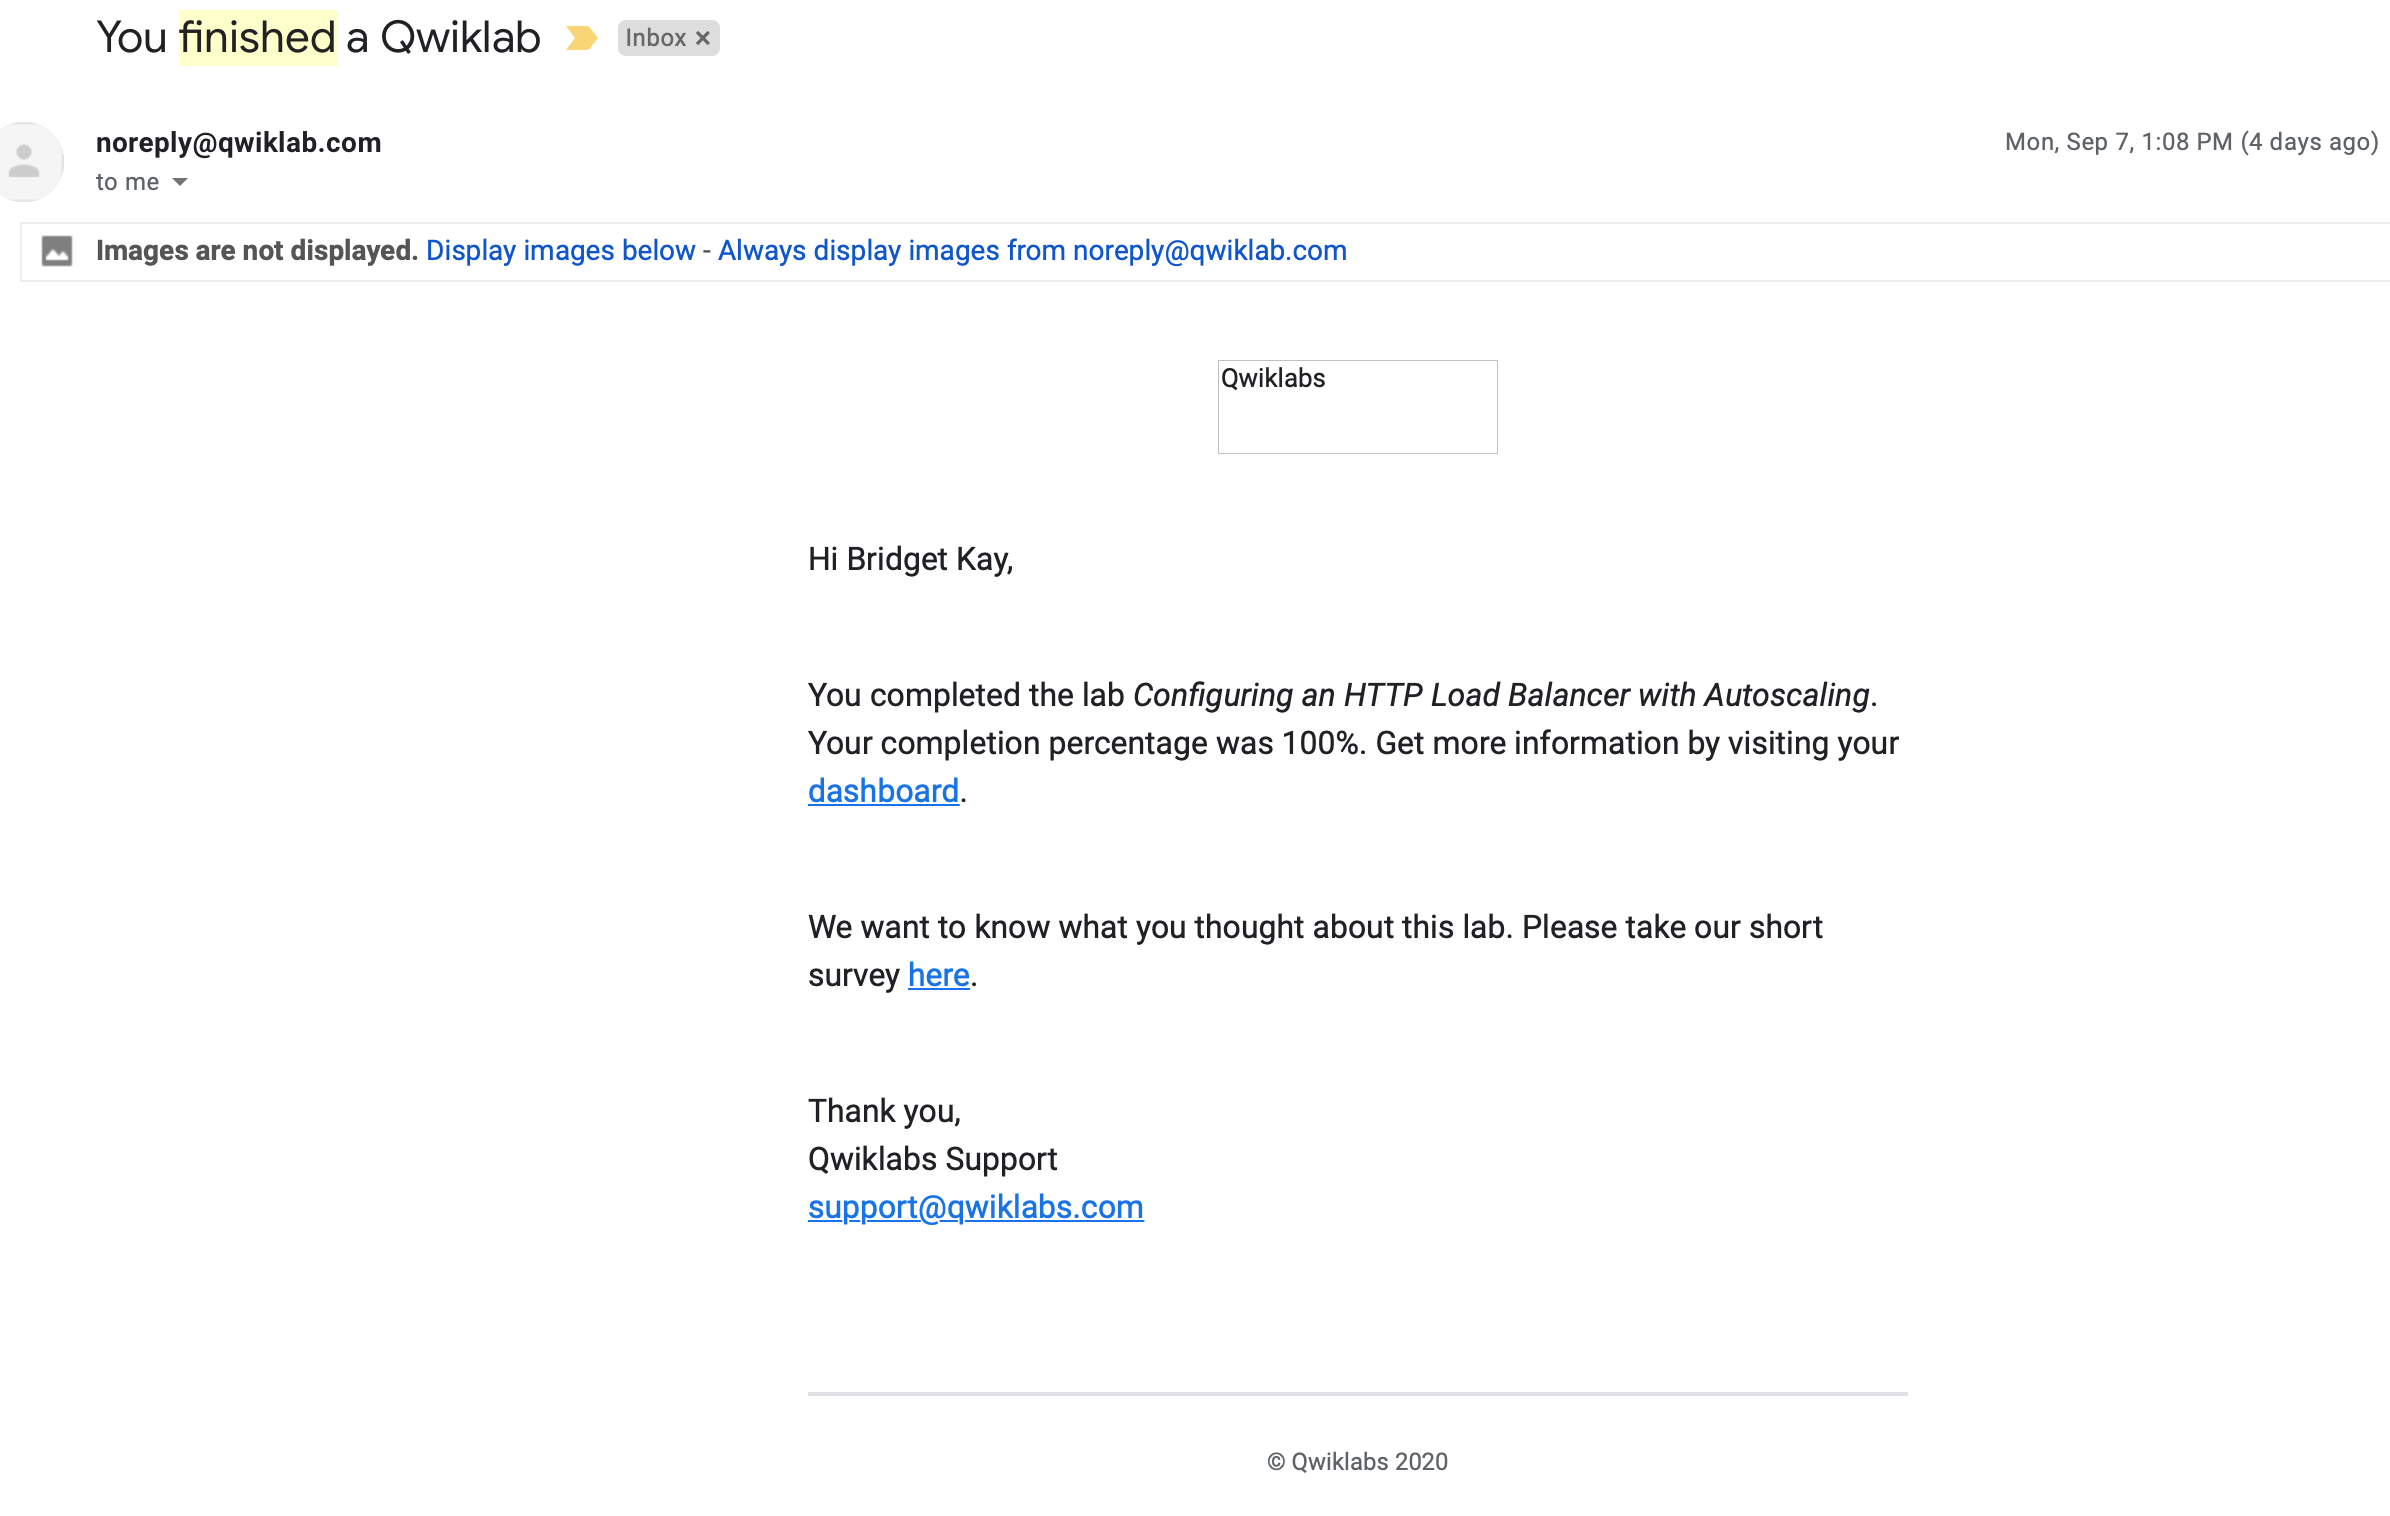 You finished a Qwiklab Inbox ×
noreply@qwiklab.com Mon, Sep 7, 1:08 PM (4 days ago)
to me
Images are not displayed. Display images below - Always display images from noreply@qwiklab.com
Qwiklabs
Hi Bridget Kay,
You completed the lab Configuring an HTTP Load Balancer with Autoscaling.
Your completion percentage was 100%. Get more information by visiting your
dashboard.
We want to know what you thought about this lab. Please take our short
survey here.
Thank you,
Qwiklabs Support
support@qwiklabs.com
© Qwiklabs 2020